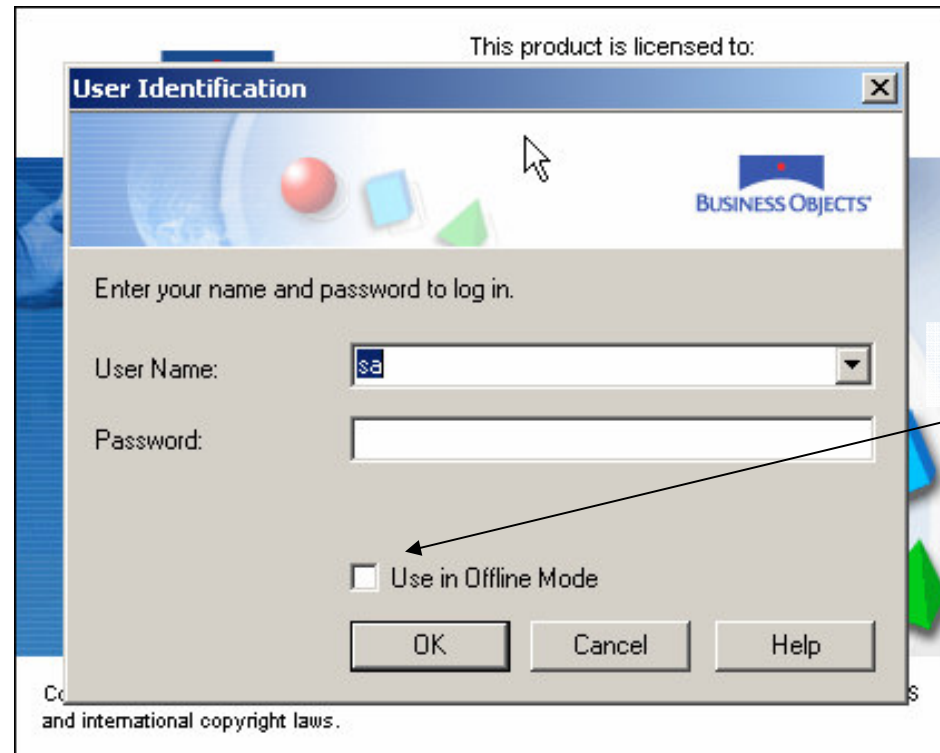 This product is licensed to:
User Identification
BUSINESS OBJECTS
Enter your name and password to log in.
User Name:
sa
Password:
Use in Offline Mode
OK Cancel Help
and international copyright laws.